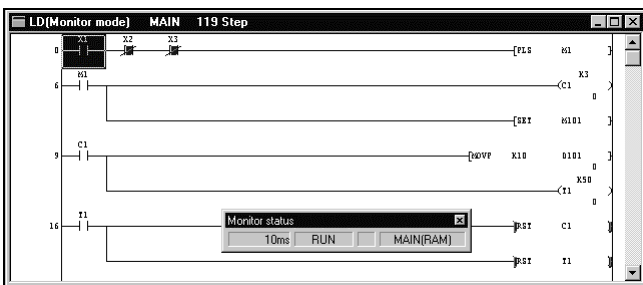 LD(Monitor mode) MAIN 119 Step
X1 X2 X3
0 [PLS M1 ]
M1 K3
6 (C1 )
0
[SET M101 ]
C1
9 [MOVP K10 D101 ]
0
K50
(T1 )
0
T1
16 [RST C1 ]
[RST T1 ]
Monitor status
10ms RUN MAIN(RAM)